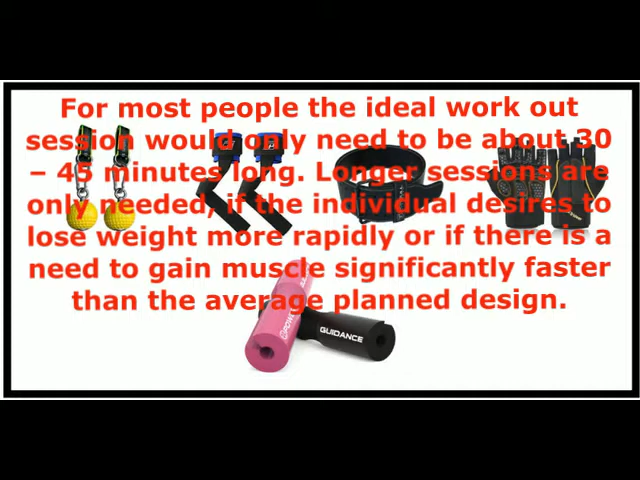 For most people the ideal work out
session would only need to be about 30
– 45 minutes long. Longer sessions are
only needed, if the individual desires to
lose weight more rapidly or if there is a
need to gain muscle significantly faster
than the average planned design.
GUIDANCE